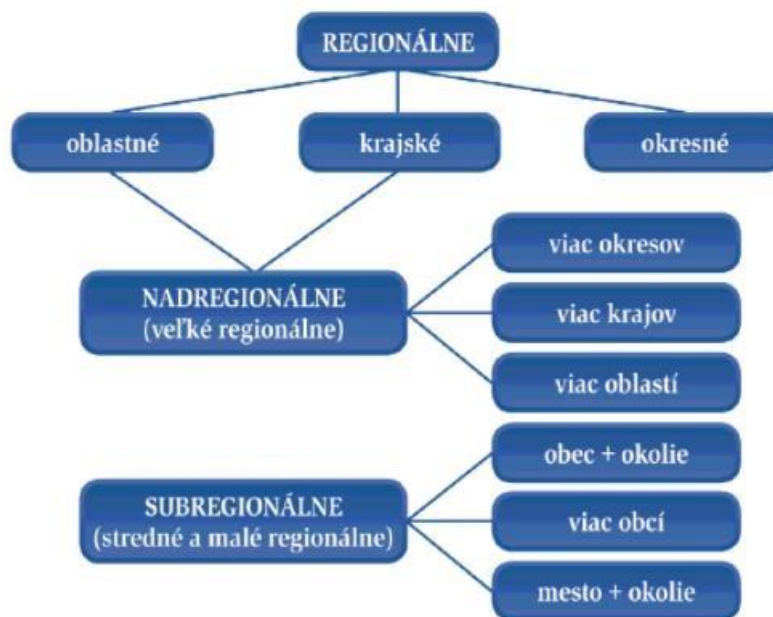 REGIONÁLNE
oblastné
krajské
okresné
NADREGIONÁLNE
(veľké regionálne)
viac okresov
viac krajov
viac oblastí
SUBREGIONÁLNE
(stredné a malé regionálne)
obec + okolie
viac obcí
mesto + okolie